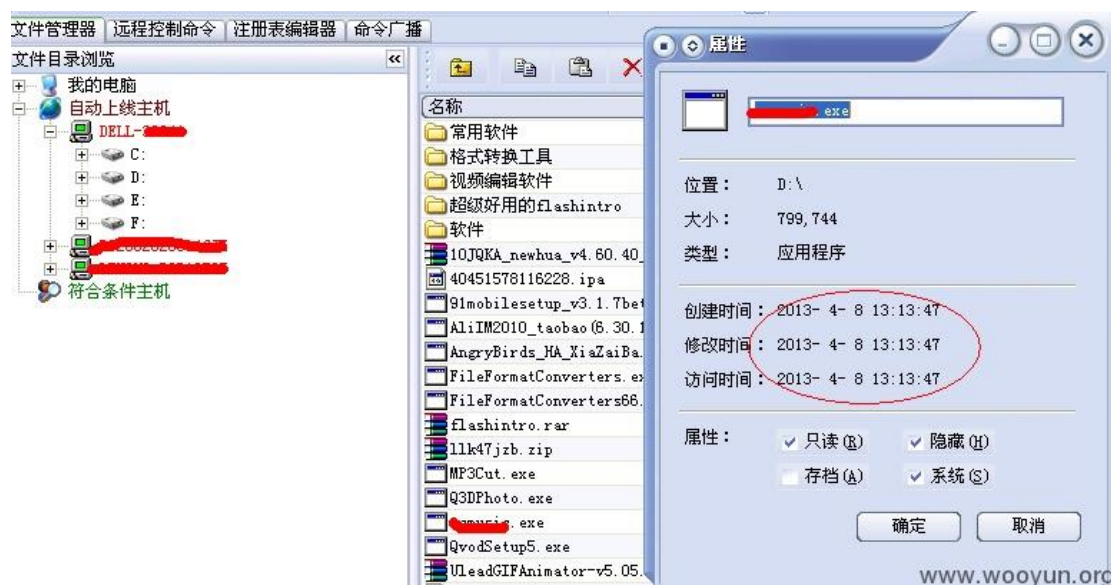 文件管理器 远程控制命令 注册表编辑器 命令广播
文件目录浏览
我的电脑
自动上线主机
DELL-
C:
D:
E:
F:
符合条件主机
名称
常用软件
格式转换工具
视频编辑软件
超级好用的flashintro
软件
10JQKA_newhua_v4.60.40_
40451578116228.ipa
91mobilesetup_v3.1.7bet
AliIM2010_taobao(6.30.1
AngryBirds_HA_XiaZaiBa.
FileFormatConverters.ex
FileFormatConverters66.
flashintro.rar
llk47jzb.zip
MP3Cut.exe
Q3DPhoto.exe
.exe
QvodSetup5.exe
UleadGIFAnimator-v5.05.
属性
.exe
位置： D:\
大小： 799,744
类型： 应用程序
创建时间： 2013- 4- 8 13:13:47
修改时间： 2013- 4- 8 13:13:47
访问时间： 2013- 4- 8 13:13:47
属性： 只读(R) 隐藏(H)
存档(A) 系统(S)
确定 取消
www.wooyun.org